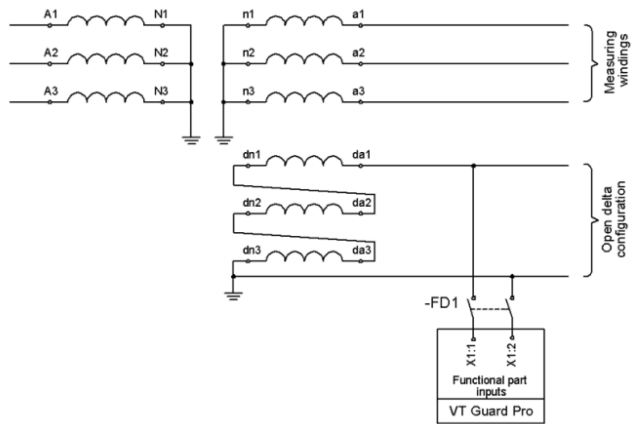 A1 N1 n1 a1
A2 N2 n2 a2
A3 N3 n3 a3
Measuring
windings
dn1 da1
dn2 da2
dn3 da3
Open delta
configuration
-FD1
X1:1 X1:2
Functional part
inputs
VT Guard Pro